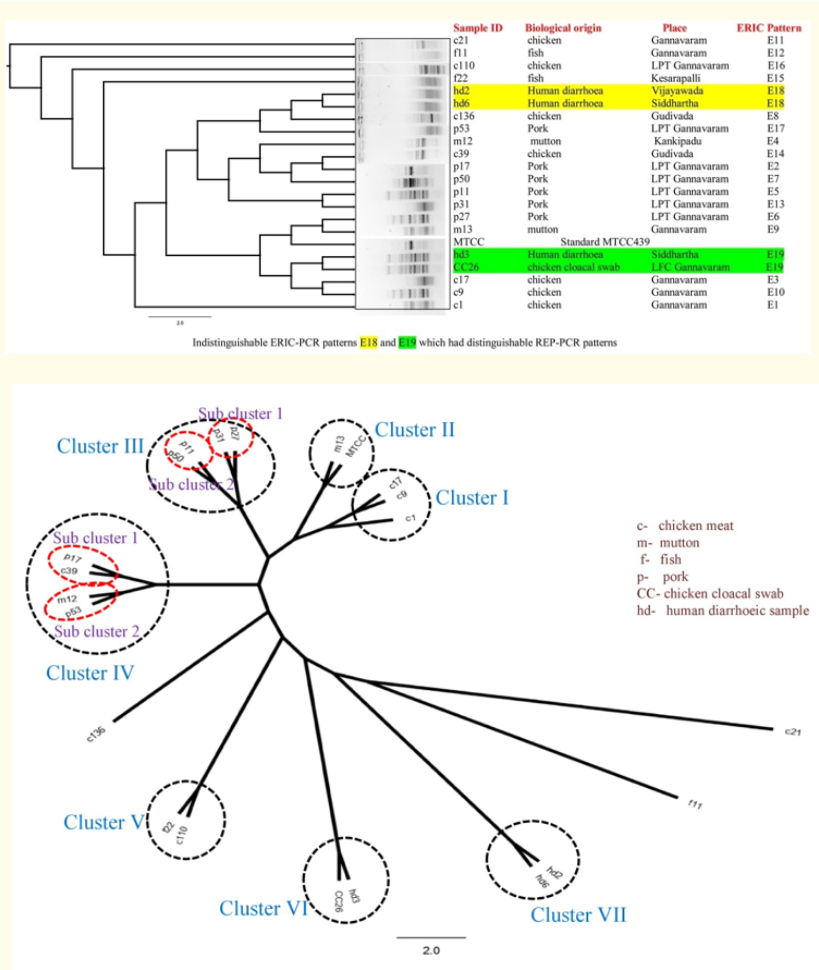 Sample ID Biological origin Place ERIC Pattern
c21 chicken Gannavaram E11
f11 fish Gannavaram E12
c110 chicken LPT Gannavaram E16
f22 fish Kesarapalli E15
hd2 Human diarrhoea Vijayawada E18
hd6 Human diarrhoea Siddhartha E18
c136 chicken Gudivada E8
p53 Pork LPT Gannavaram E17
m12 mutton Kankipadu E4
c39 chicken Gudivada E14
p17 Pork LPT Gannavaram E2
p50 Pork LPT Gannavaram E7
p11 Pork LPT Gannavaram E5
p31 Pork LPT Gannavaram E13
p27 Pork LPT Gannavaram E6
m13 mutton Gannavaram E9
MTCC Standard MTCC439
hd3 Human diarrhoea Siddhartha E19
CC26 chicken cloacal swab LFC Gannavaram E19
c17 chicken Gannavaram E3
c9 chicken Gannavaram E10
c1 chicken Gannavaram E1
2.0
Indistinguishable ERIC-PCR patterns E18 and E19 which had distinguishable REP-PCR patterns
Sub cluster 1
Cluster III
p31
p27
p11
p50
Sub cluster 2
Cluster II
m13
MTCC
Cluster I
c17
c9
c1
c- chicken meat
m- mutton
f- fish
p- pork
CC- chicken cloacal swab
hd- human diarrhoeic sample
Sub cluster 1
p17
c39
m12
p53
Sub cluster 2
Cluster IV
c136
c21
f11
Cluster V
f22
c110
Cluster VI
CC26
hd3
hd2
hd6
Cluster VII
2.0